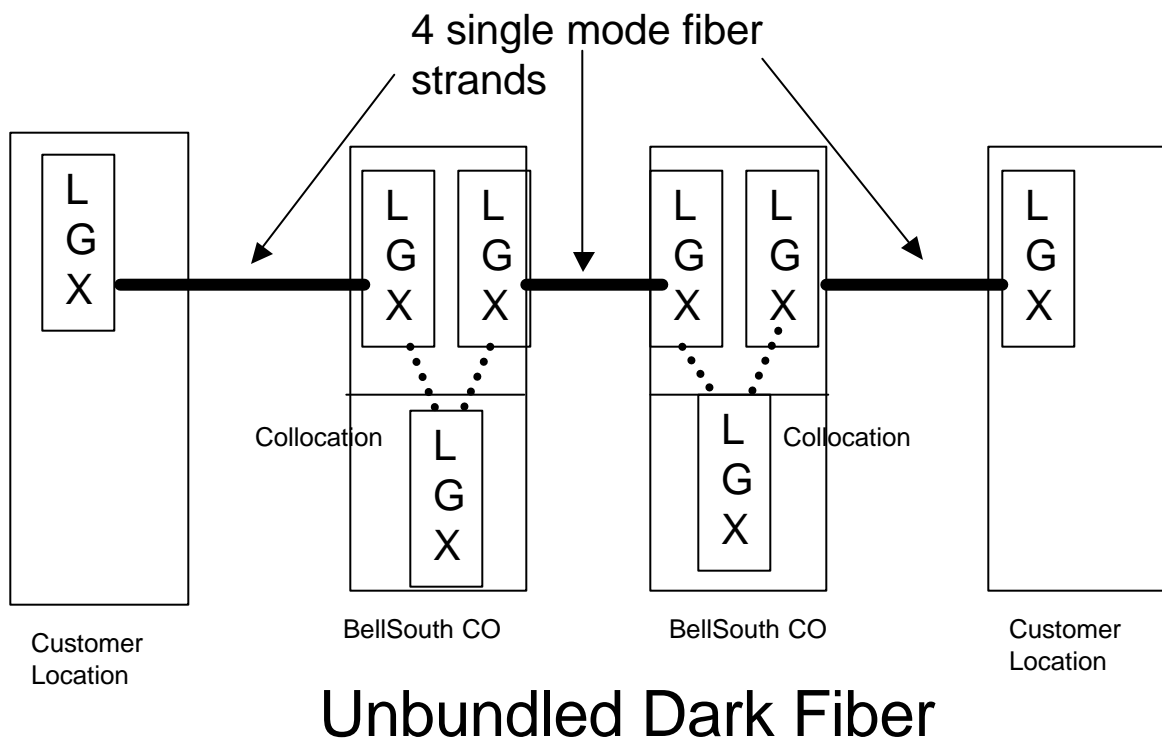 4 single mode fiber
strands
L
G
X
L
G
X
L
G
X
L
G
X
L
G
X
L
G
X
Collocation
L
G
X
L
G
X
Collocation
Customer
Location
BellSouth CO
BellSouth CO
Customer
Location
Unbundled Dark Fiber